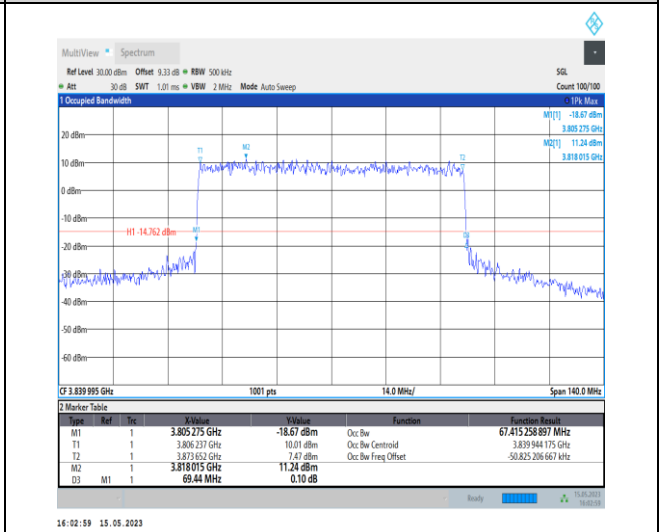 MultiView Spectrum
Ref Level 30.00 dBm Offset 9.33 dB RBW 500 kHz SGL
Att 30 dB SWT 1.01 ms VBW 2 MHz Mode Auto Sweep Count 100/100
1 Occupied Bandwidth 1Pk Max
M1[1] -18.67 dBm
3.805 275 GHz
M2[1] 11.24 dBm
3.818 015 GHz
20 dBm
T1 M2 T2
10 dBm
0 dBm
-10 dBm
H1 -14.762 dBm M1
D3
-20 dBm
-30 dBm
-40 dBm
-50 dBm
-60 dBm
CF 3.839 995 GHz 1001 pts 14.0 MHz/ Span 140.0 MHz
2 Marker Table
Type Ref Trc X-Value Y-Value Function Function Result
M1 1 3.805 275 GHz -18.67 dBm Occ Bw 67.415 258 897 MHz
T1 1 3.806 237 GHz 10.01 dBm Occ Bw Centroid 3.839 944 175 GHz
T2 1 3.873 652 GHz 7.47 dBm Occ Bw Freq Offset -50.825 206 667 kHz
M2 1 3.818 015 GHz 11.24 dBm
D3 M1 1 69.44 MHz 0.10 dB
Ready 15.05.2023
16:02:59
16:02:59 15.05.2023